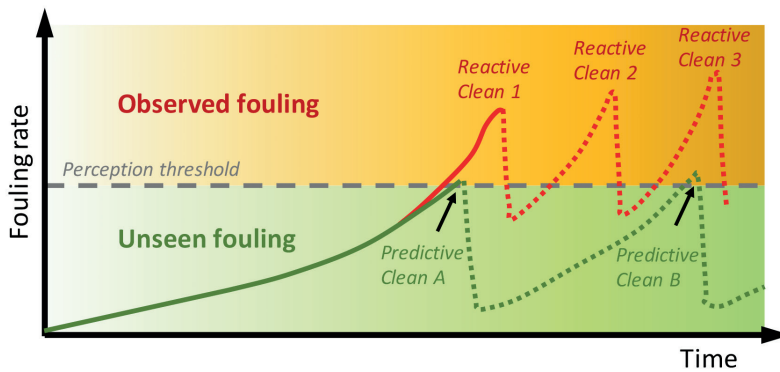 Reactive
Clean 1
Reactive
Clean 2
Reactive
Clean 3
Observed fouling
Perception threshold
Fouling rate
Unseen fouling
Predictive
Clean A
Predictive
Clean B
Time